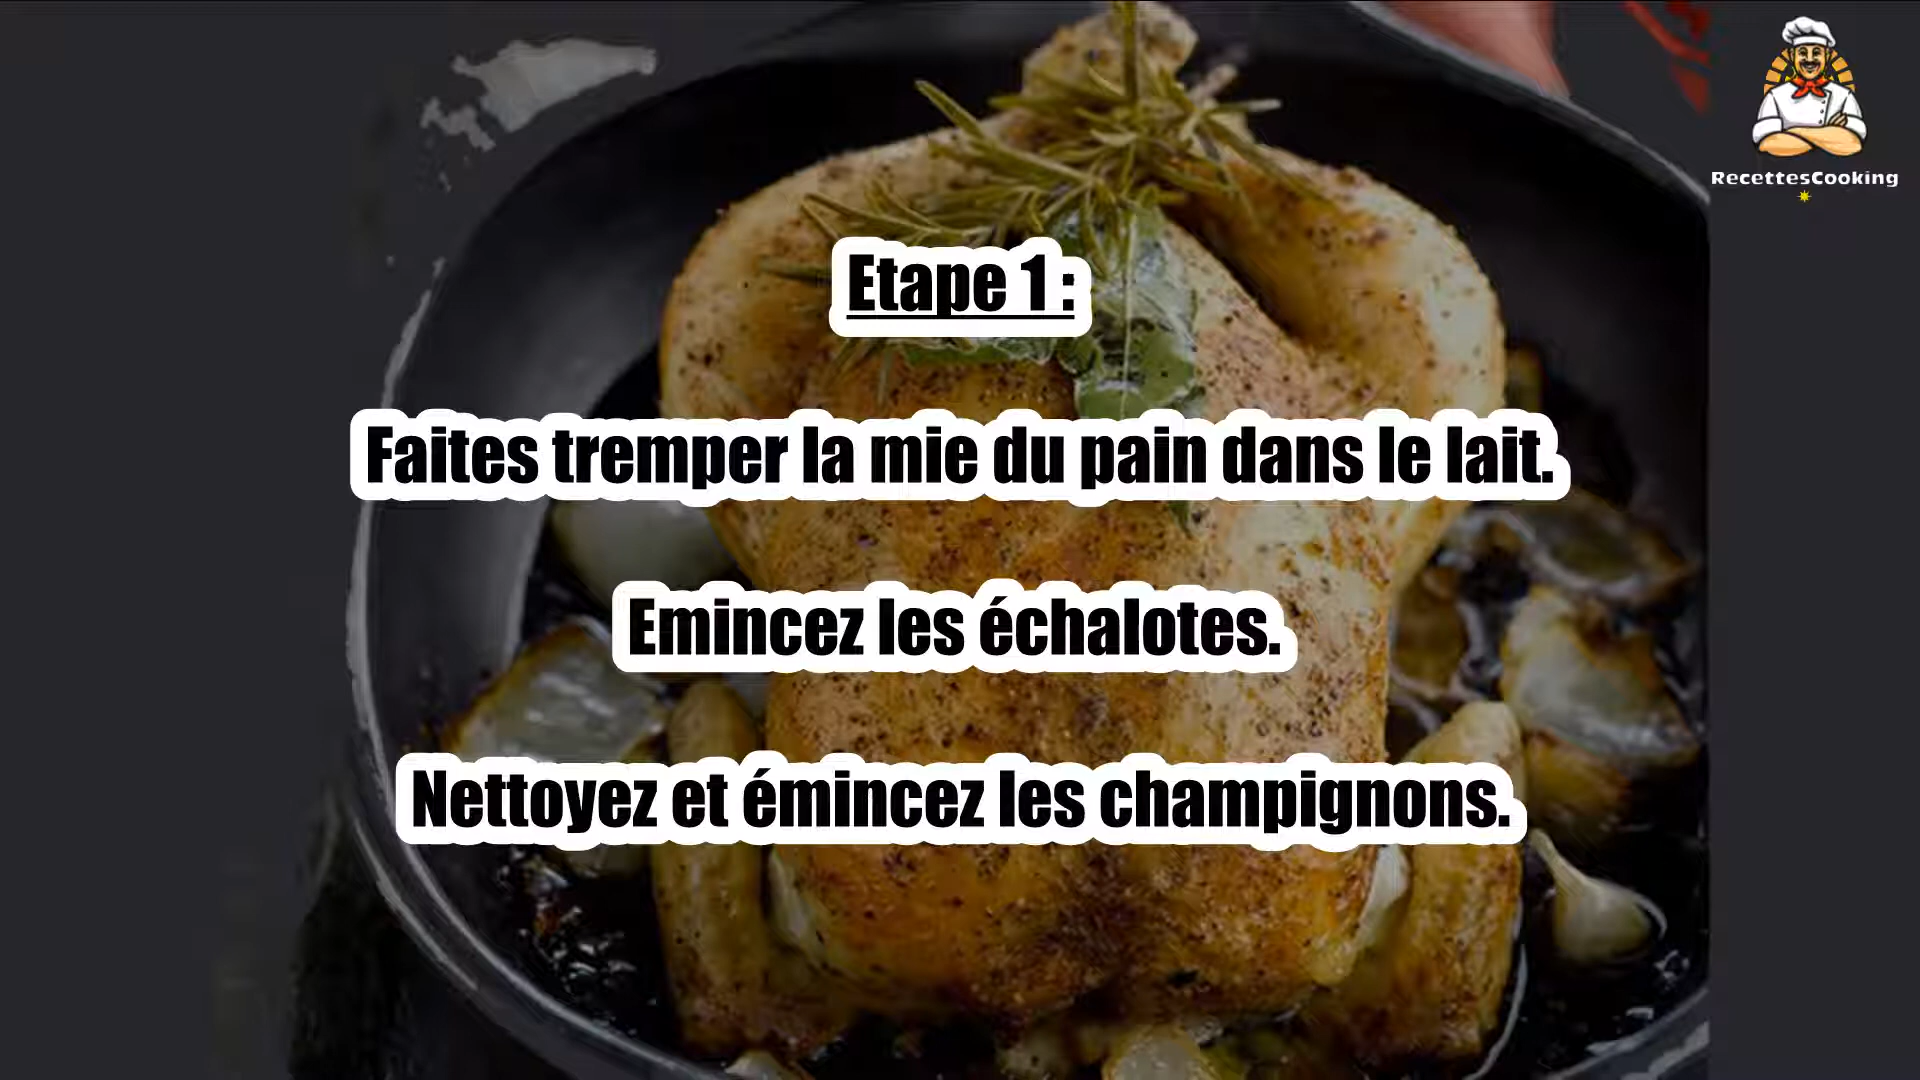 RecettesCooking
Etape 1 :
Faites tremper la mie du pain dans le lait.
Emincez les échalotes.
Nettoyez et émincez les champignons.